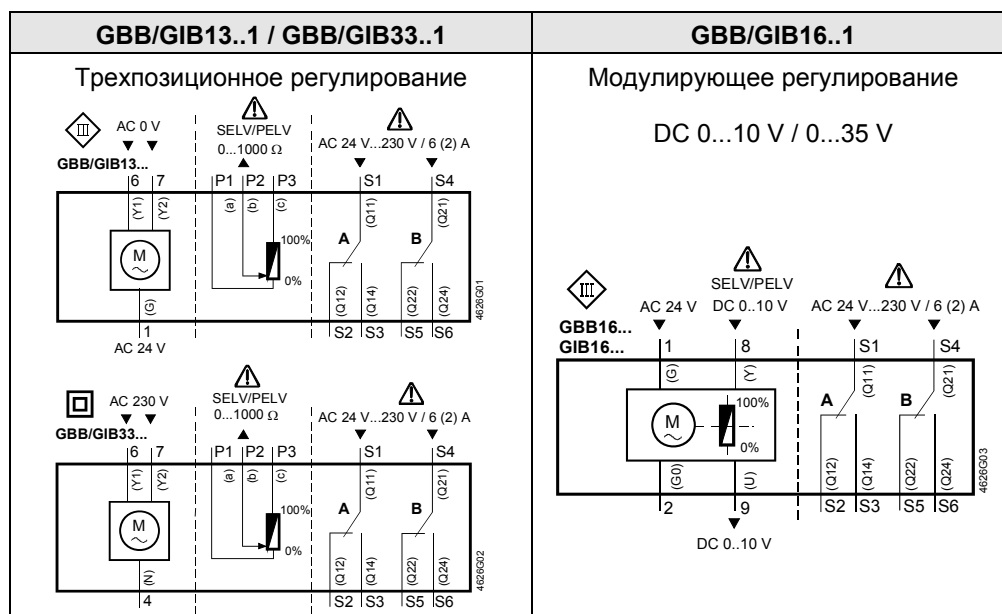 GBB/GIB13..1 / GBB/GIB33..1
GBB/GIB16..1
Трехпозиционное регулирование
III
AC 0 V
SELV/PELV
0...1000 Ω
AC 24 V...230 V / 6 (2) A
GBB/GIB13...
6 7 P1 P2 P3 S1 S4
(Y1) (Y2) (a) (b) (c) (Q11) (Q21)
M
100%
0%
A B
(G) (Q12) (Q14) (Q22) (Q24)
1 S2 S3 S5 S6
AC 24 V
4626G01
AC 230 V
SELV/PELV
0...1000 Ω
AC 24 V...230 V / 6 (2) A
GBB/GIB33...
6 7 P1 P2 P3 S1 S4
(Y1) (Y2) (a) (b) (c) (Q11) (Q21)
M
100%
0%
A B
(N) (Q12) (Q14) (Q22) (Q24)
4 S2 S3 S5 S6
4626G02
Модулирующее регулирование
DC 0...10 V / 0...35 V
III
SELV/PELV
AC 24 V DC 0..10 V AC 24 V...230 V / 6 (2) A
GBB16...
GIB16...
1 8 S1 S4
(G) (Y) (Q11) (Q21)
M
100%
0%
A B
(G0) (U) (Q12) (Q14) (Q22) (Q24)
2 9 S2 S3 S5 S6
DC 0..10 V
4626G03